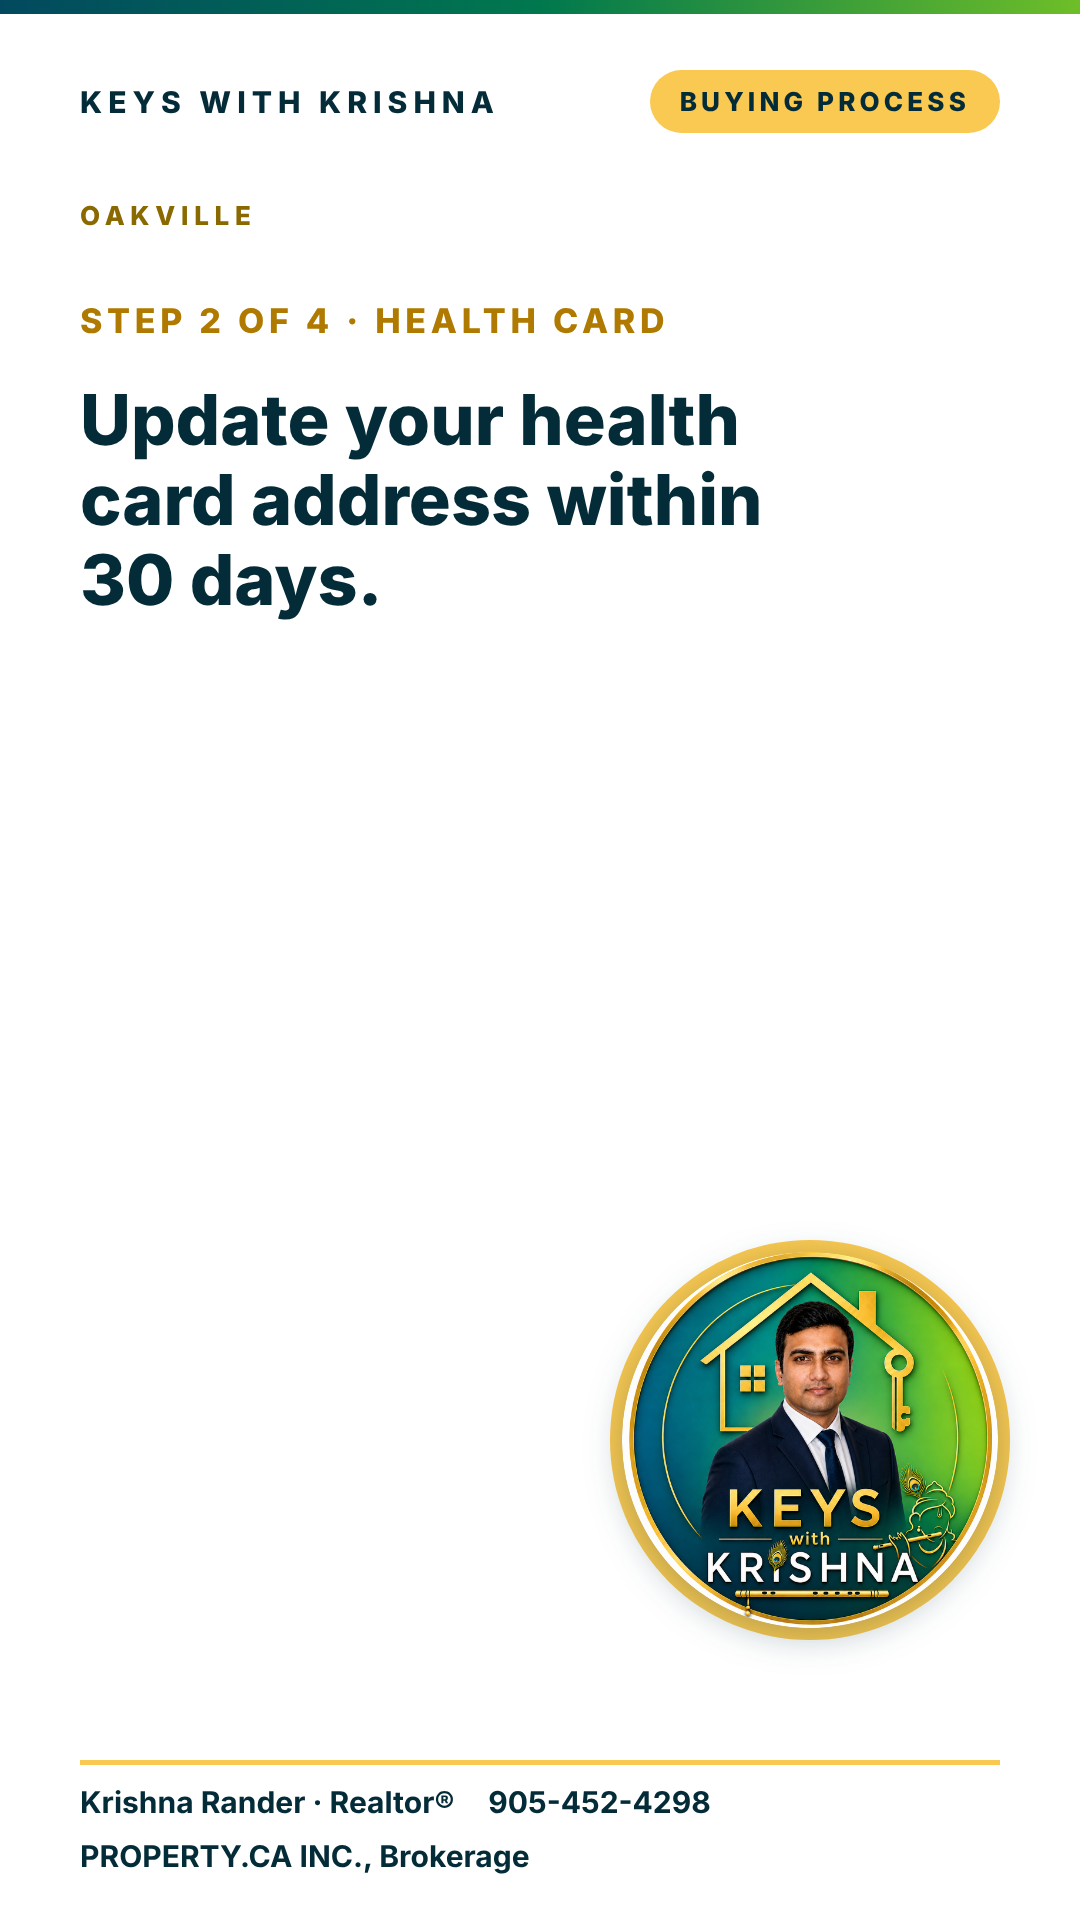 KEYS WITH KRISHNA
BUYING PROCESS
OAKVILLE
STEP 2 OF 4 · HEALTH CARD
Update your health
card address within
30 days.
KEYS
with
KRISHNA
Krishna Rander · Realtor® 905-452-4298
PROPERTY.CA INC., Brokerage